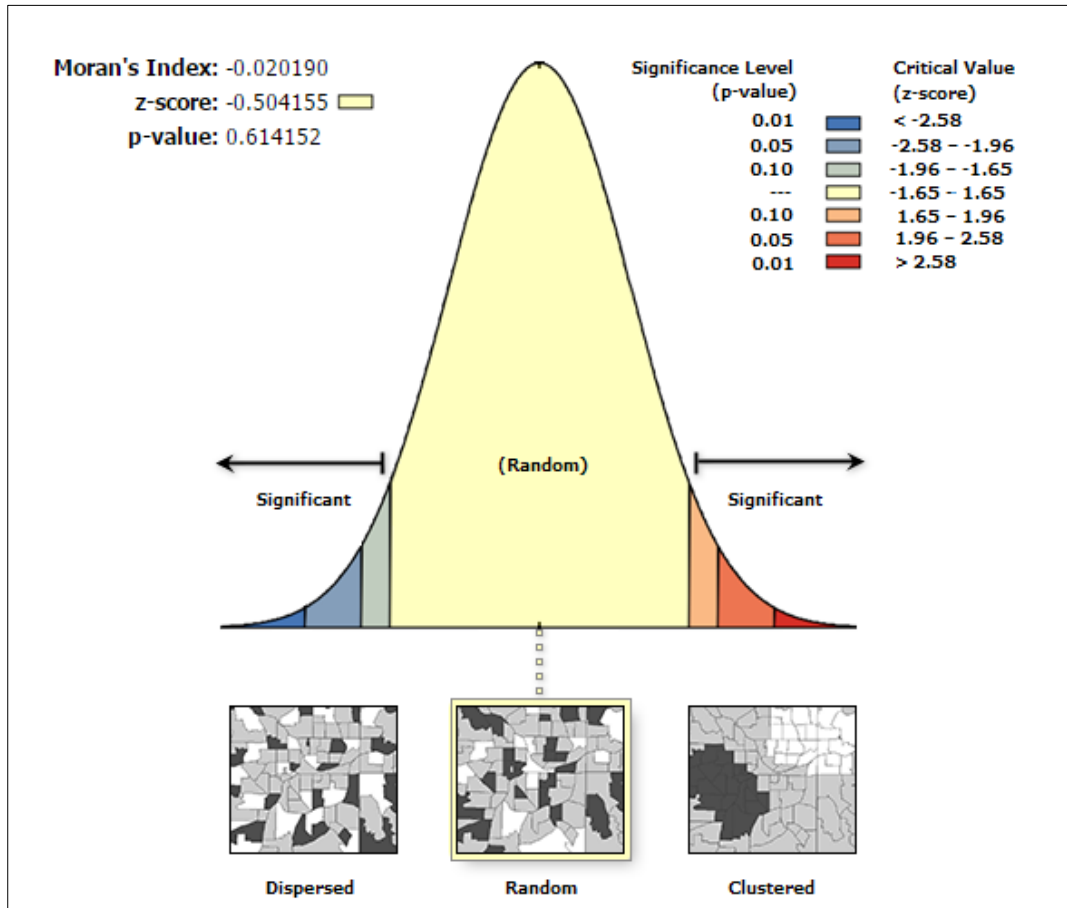 Moran's Index: -0.020190
z-score: -0.504155
p-value: 0.614152
Significance Level
(p-value)
Critical Value
(z-score)
0.01 < -2.58
0.05 -2.58 – -1.96
0.10 -1.96 – -1.65
--- -1.65 – 1.65
0.10 1.65 – 1.96
0.05 1.96 – 2.58
0.01 > 2.58
(Random)
Significant
Significant
Dispersed
Random
Clustered